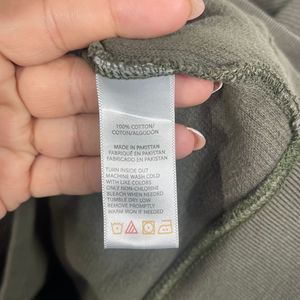 100% COTTON/
COTON/ALGODON
MADE IN PAKISTAN
FABRIQUÉ EN PAKISTAN
FABRICADO EN PAKISTAN
TURN INSIDE OUT
MACHINE WASH COLD
WITH LIKE COLORS
ONLY NON-CHLORINE
BLEACH WHEN NEEDED
TUMBLE DRY LOW
REMOVE PROMPTLY
WARM IRON IF NEEDED